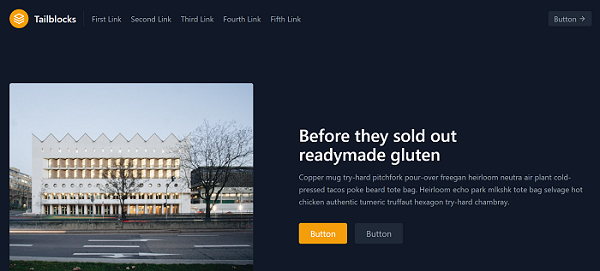 Tailblocks First Link Second Link Third Link Fourth Link Fifth Link Button →
Before they sold out
readymade gluten
Copper mug try-hard pitchfork pour-over freegan heirloom neutra air plant cold-
pressed tacos poke beard tote bag. Heirloom echo park mlkshk tote bag selvage hot
chicken authentic tumeric truffaut hexagon try-hard chambray.
Button Button